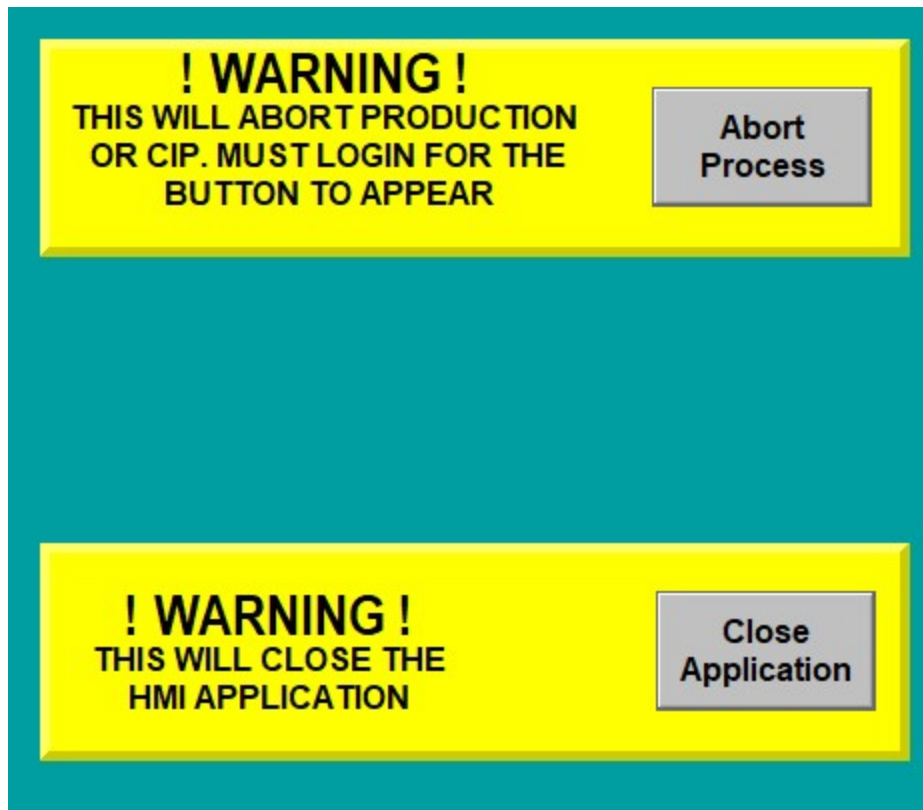 ! WARNING !
THIS WILL ABORT PRODUCTION
OR CIP. MUST LOGIN FOR THE
BUTTON TO APPEAR
Abort
Process
! WARNING !
THIS WILL CLOSE THE
HMI APPLICATION
Close
Application